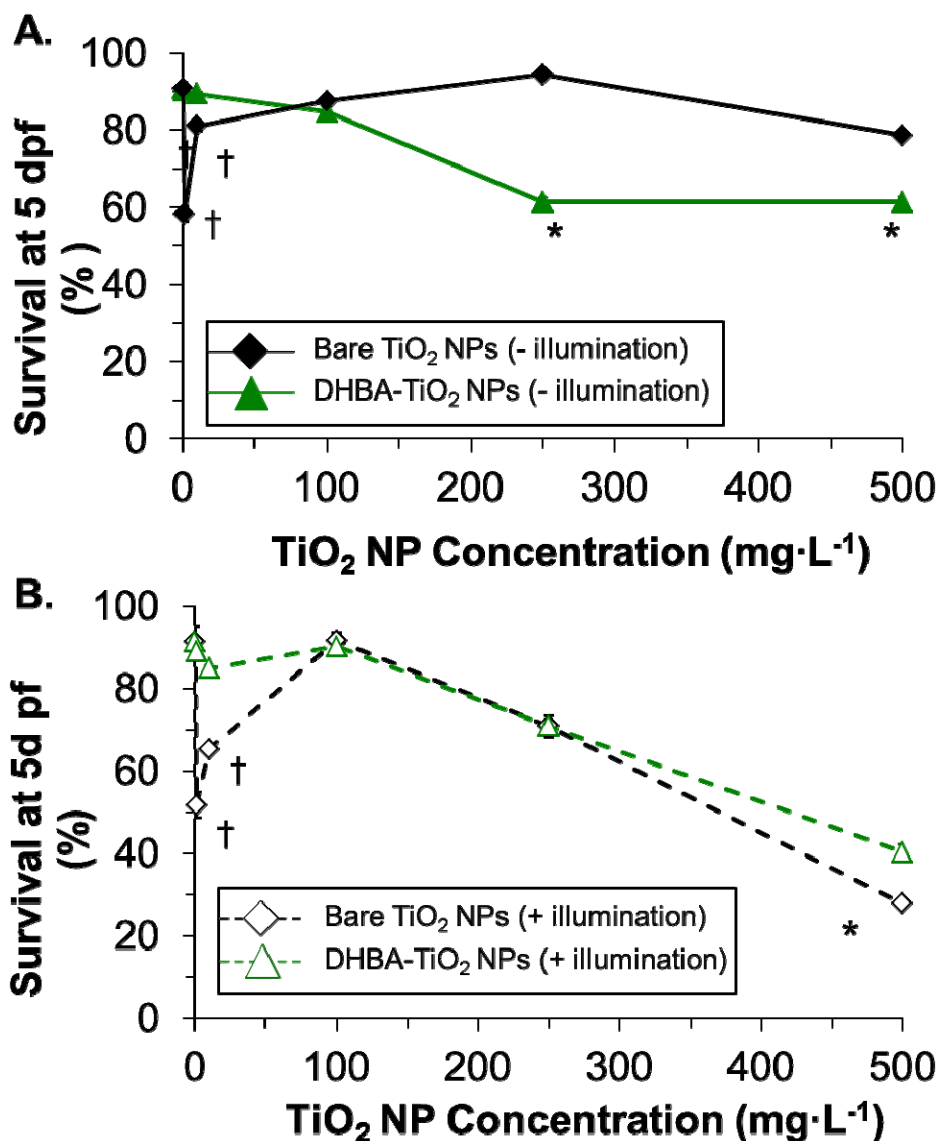 A.
100
80
60
40
20
0
Survival at 5 dpf
(%)
†
†
†
*
*
Bare TiO₂ NPs (- illumination)
DHBA-TiO₂ NPs (- illumination)
0 100 200 300 400 500
TiO₂ NP Concentration (mg·L⁻¹)
B.
100
80
60
40
20
0
Survival at 5d pf
(%)
†
†
*
Bare TiO₂ NPs (+ illumination)
DHBA-TiO₂ NPs (+ illumination)
0 100 200 300 400 500
TiO₂ NP Concentration (mg·L⁻¹)